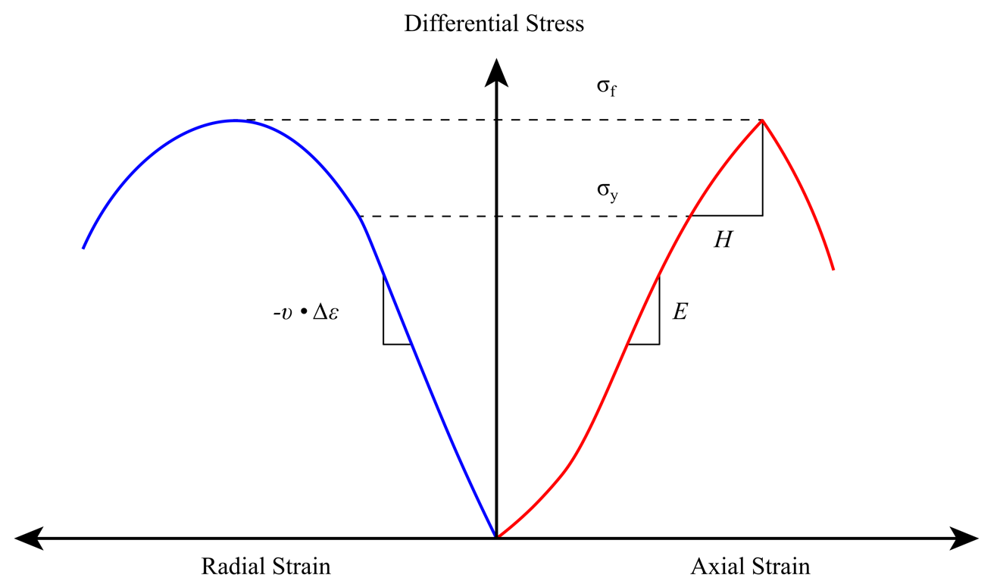 Differential Stress
σf
σy
H
-υ • Δε
E
Radial Strain
Axial Strain